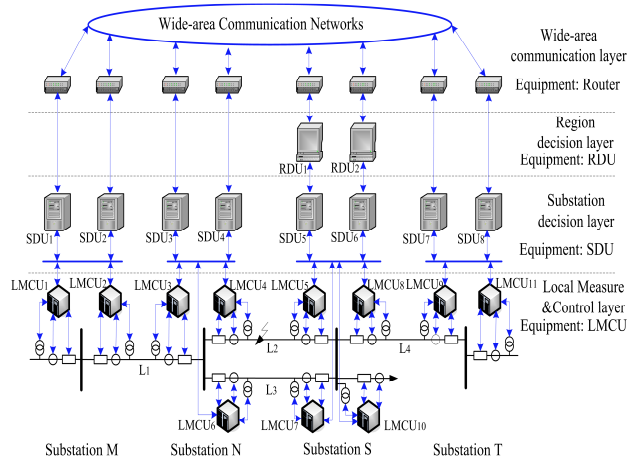 Wide-area Communication Networks
Wide-area
communication layer
Equipment: Router
Region
decision layer
Equipment: RDU
RDU1
RDU2
Substation
decision layer
Equipment: SDU
SDU1
SDU2
SDU3
SDU4
SDU5
SDU6
SDU7
SDU8
LMCU1
LMCU2
LMCU3
LMCU4
LMCU5
LMCU8
LMCU9
LMCU11
Local Measure
&Control layer
Equipment: LMCU
L1
L2
L3
L4
LMCU6
LMCU7
LMCU10
Substation M
Substation N
Substation S
Substation T